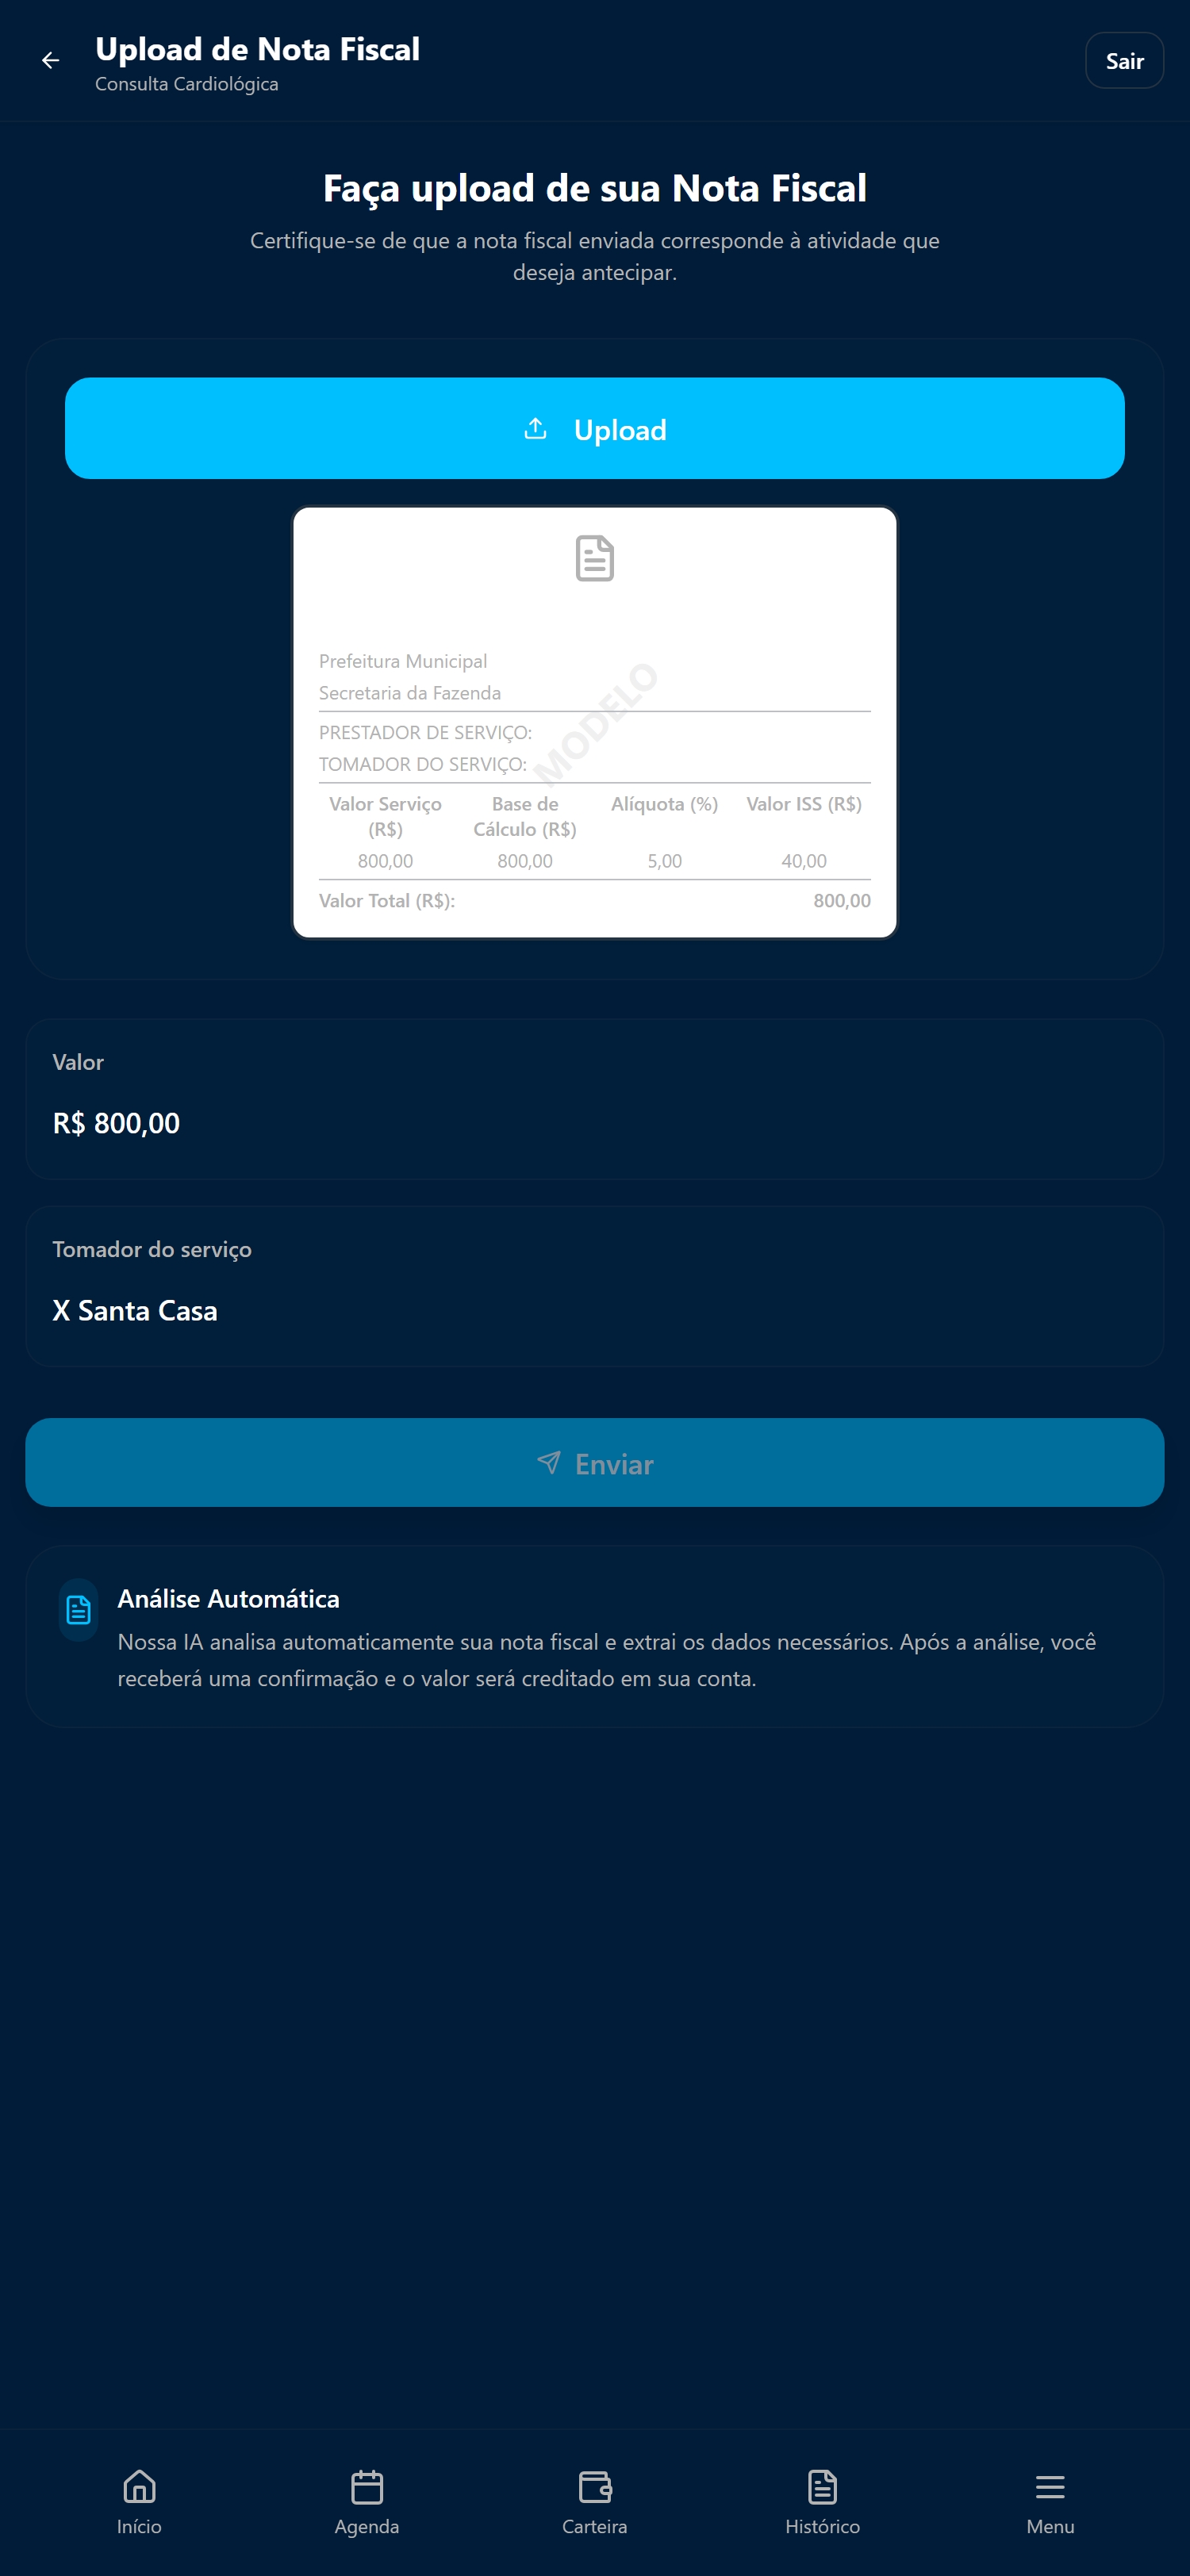 Upload de Nota Fiscal
Consulta Cardiológica
Sair
Faça upload de sua Nota Fiscal
Certifique-se de que a nota fiscal enviada corresponde à atividade que
deseja antecipar.
Upload
Prefeitura Municipal
Secretaria da Fazenda
MODELO
PRESTADOR DE SERVIÇO:
TOMADOR DO SERVIÇO:
Valor Serviço (R$) Base de Cálculo (R$) Alíquota (%) Valor ISS (R$)
800,00 800,00 5,00 40,00
Valor Total (R$): 800,00
Valor
R$ 800,00
Tomador do serviço
X Santa Casa
Enviar
Análise Automática
Nossa IA analisa automaticamente sua nota fiscal e extrai os dados necessários. Após a análise, você
receberá uma confirmação e o valor será creditado em sua conta.
Início Agenda Carteira Histórico Menu